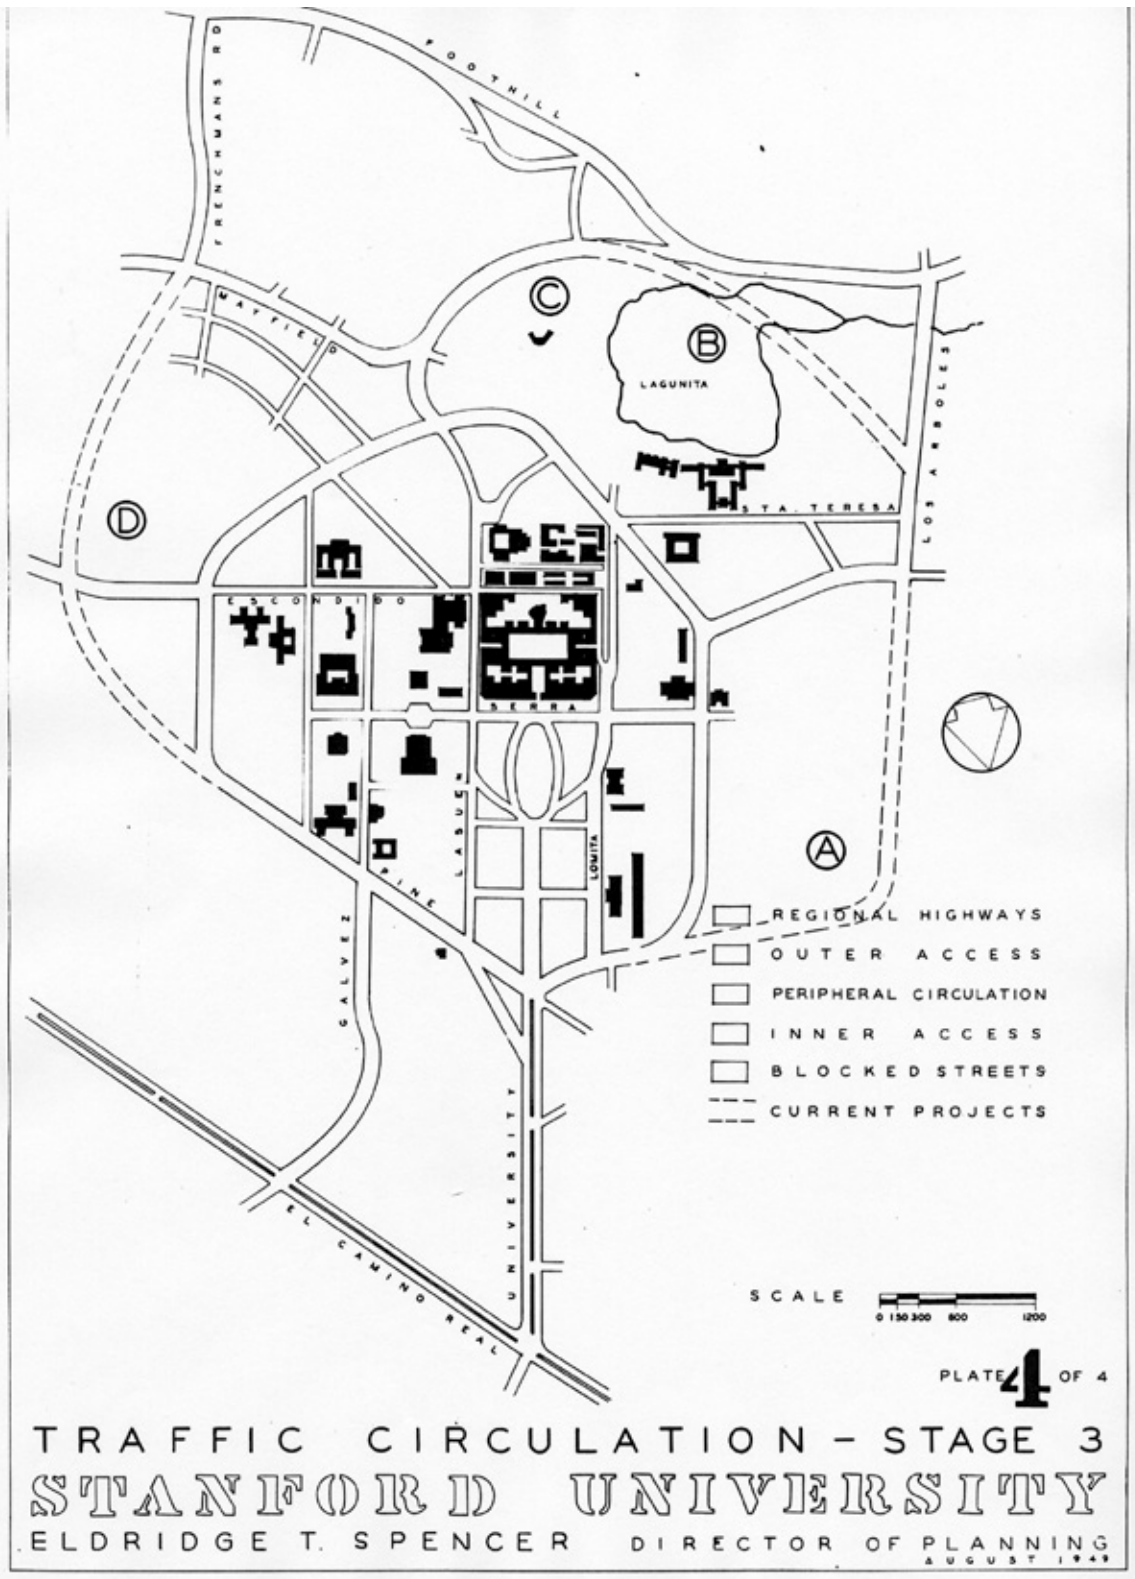 FOOTHILL
FRENCHMANS RD
MAYFIELD
C
B
LAGUNITA
LOS ARBOLES
STA. TERESA
D
ESCONDIDO
SERRA
LASUEN
LOMITA
A
PINE
GALVEZ
UNIVERSITY
EL CAMINO REAL
REGIONAL HIGHWAYS
OUTER ACCESS
PERIPHERAL CIRCULATION
INNER ACCESS
BLOCKED STREETS
CURRENT PROJECTS
SCALE
0 150 300 600 1200
PLATE 4 OF 4
TRAFFIC CIRCULATION - STAGE 3
STANFORD UNIVERSITY
ELDRIDGE T. SPENCER DIRECTOR OF PLANNING
AUGUST 1949